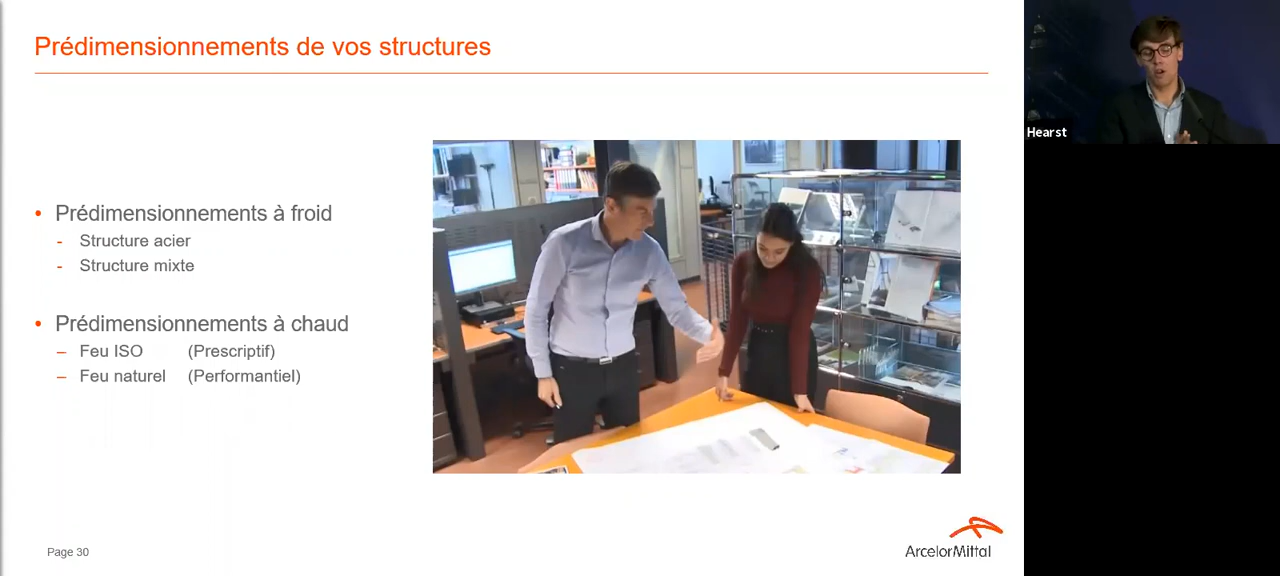 Prédimensionnements de vos structures
• Prédimensionnements à froid
- Structure acier
- Structure mixte
• Prédimensionnements à chaud
– Feu ISO (Prescriptif)
– Feu naturel (Performantiel)
Page 30
ArcelorMittal
Hearst